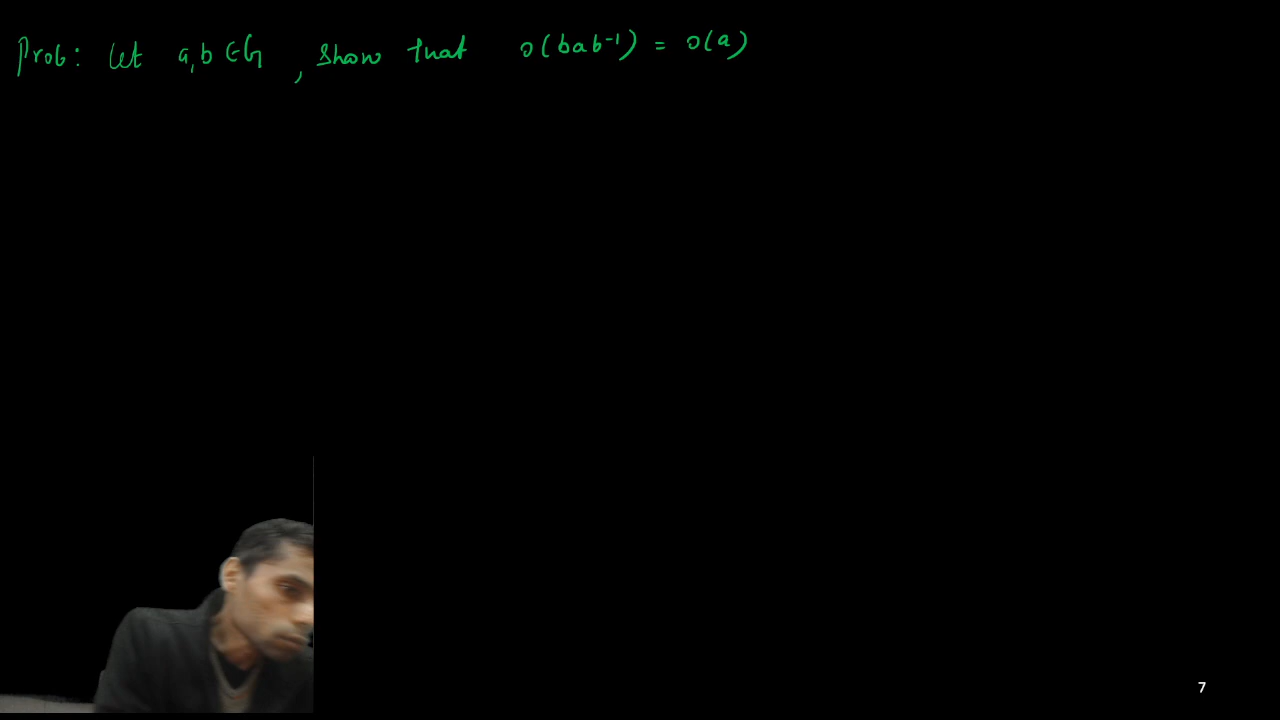 Prob: Let a,b ∈ G, show that o(bab⁻¹) = o(a)
7